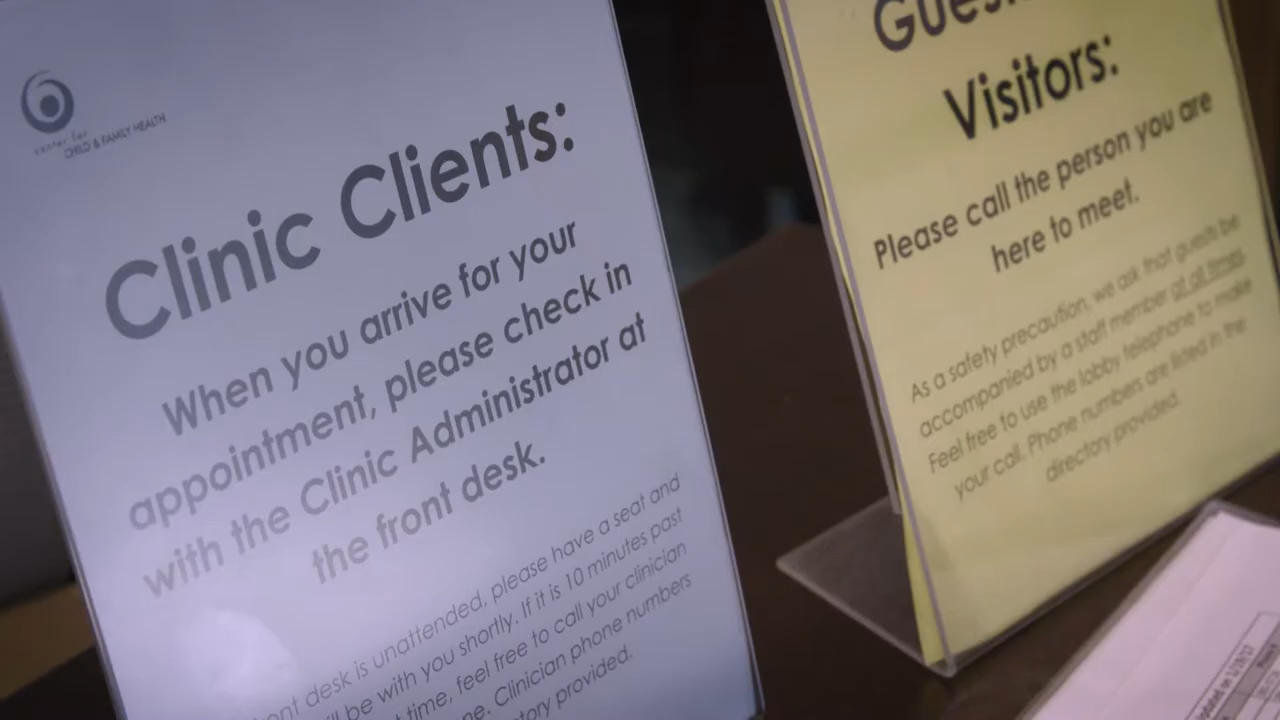 center for
CHILD & FAMILY HEALTH
Clinic Clients:
When you arrive for your
appointment, please check in
with the Clinic Administrator at
the front desk.
desk is unattended, please have a seat and
be with you shortly. If it is 10 minutes past
time, feel free to call your clinician
Clinician phone numbers
provided.
Visitors:
Please call the person you are
here to meet.
As a safety precaution, we ask that guests be
accompanied by a staff member at all times.
Feel free to use the lobby telephone to make
your call. Phone numbers are listed in the
directory provided.